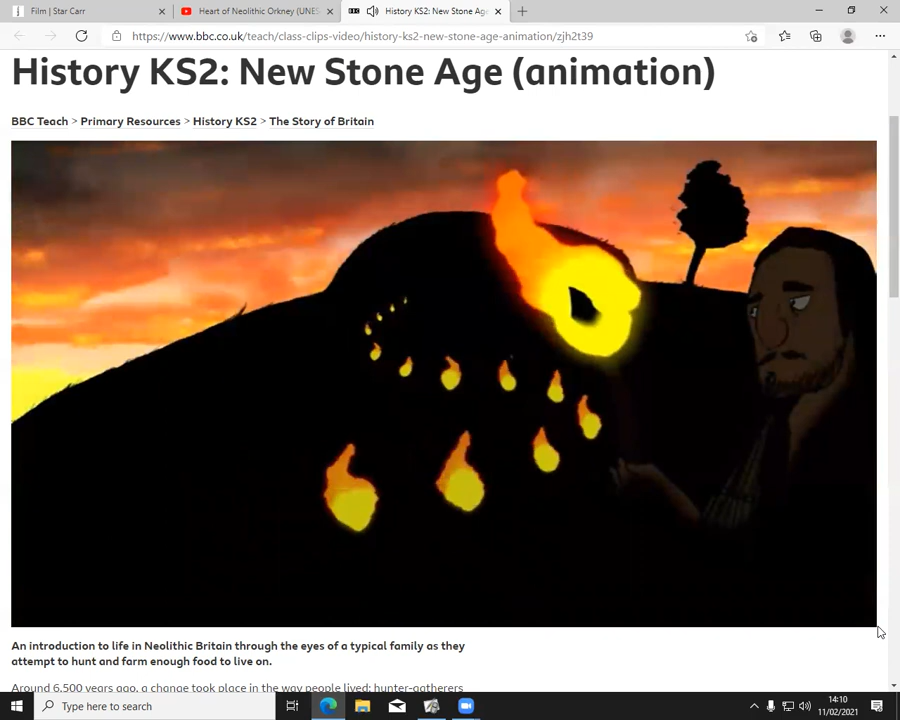 Film | Star Carr
Heart of Neolithic Orkney (UNES
History KS2: New Stone Age
https://www.bbc.co.uk/teach/class-clips-video/history-ks2-new-stone-age-animation/zjh2t39
History KS2: New Stone Age (animation)
BBC Teach > Primary Resources > History KS2 > The Story of Britain
An introduction to life in Neolithic Britain through the eyes of a typical family as they
attempt to hunt and farm enough food to live on.
Around 6,500 years ago, a change took place in the way people lived: hunter-gatherers
Type here to search
14:10
11/02/2021